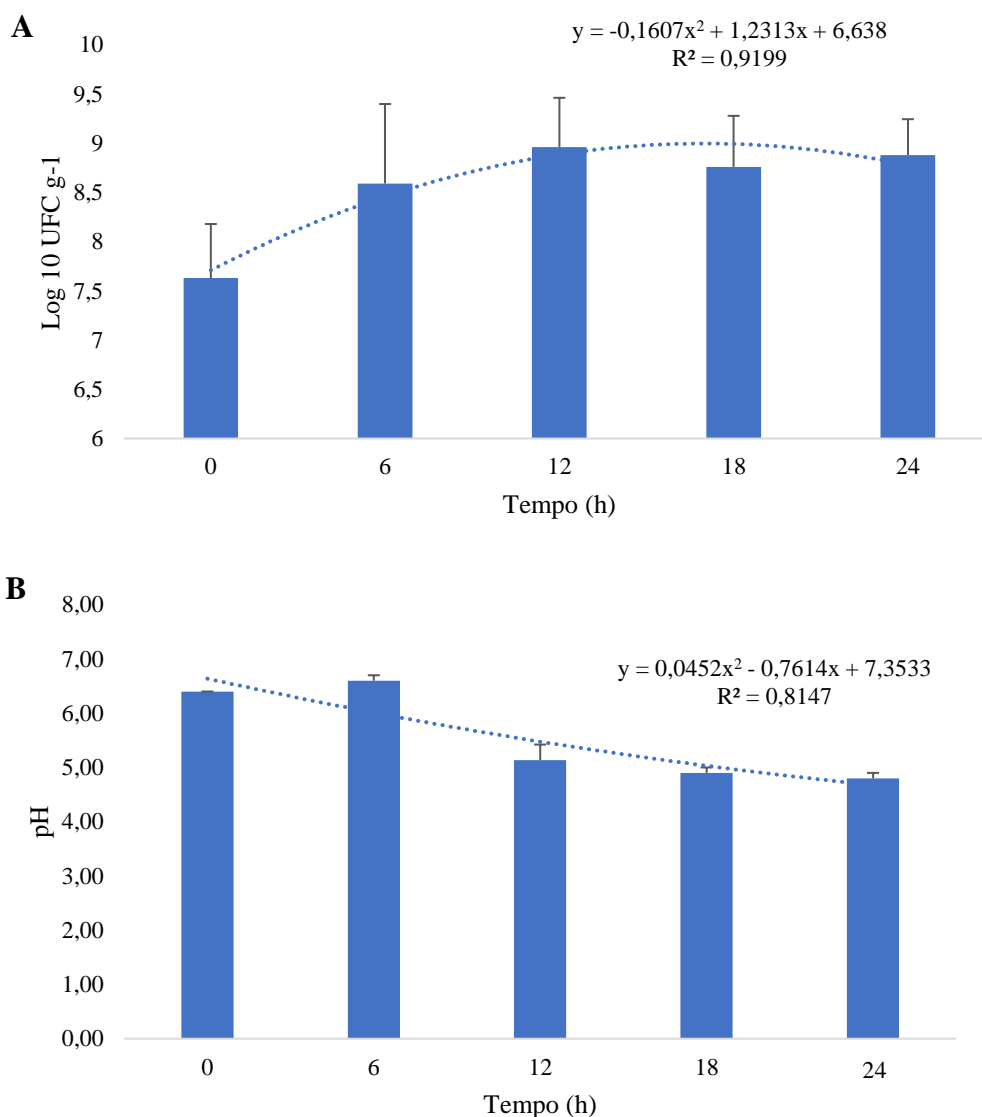 A
y = -0,1607x² + 1,2313x + 6,638
R² = 0,9199
10
9,5
9
8,5
8
7,5
7
6,5
6
Log 10 UFC g-1
0 6 12 18 24
Tempo (h)
B
y = 0,0452x² - 0,7614x + 7,3533
R² = 0,8147
8,00
7,00
6,00
5,00
4,00
3,00
2,00
1,00
0,00
pH
0 6 12 18 24
Tempo (h)